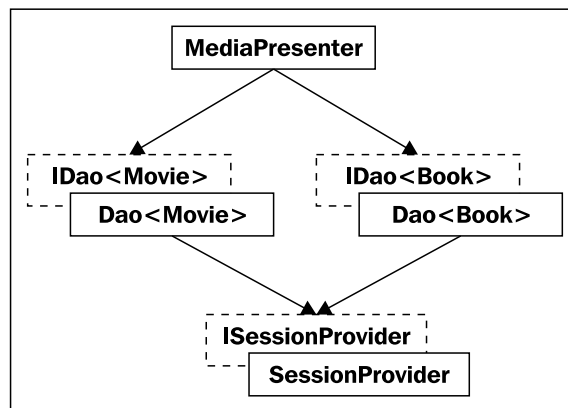 MediaPresenter
IDao<Movie>
Dao<Movie>
IDao<Book>
Dao<Book>
ISessionProvider
SessionProvider